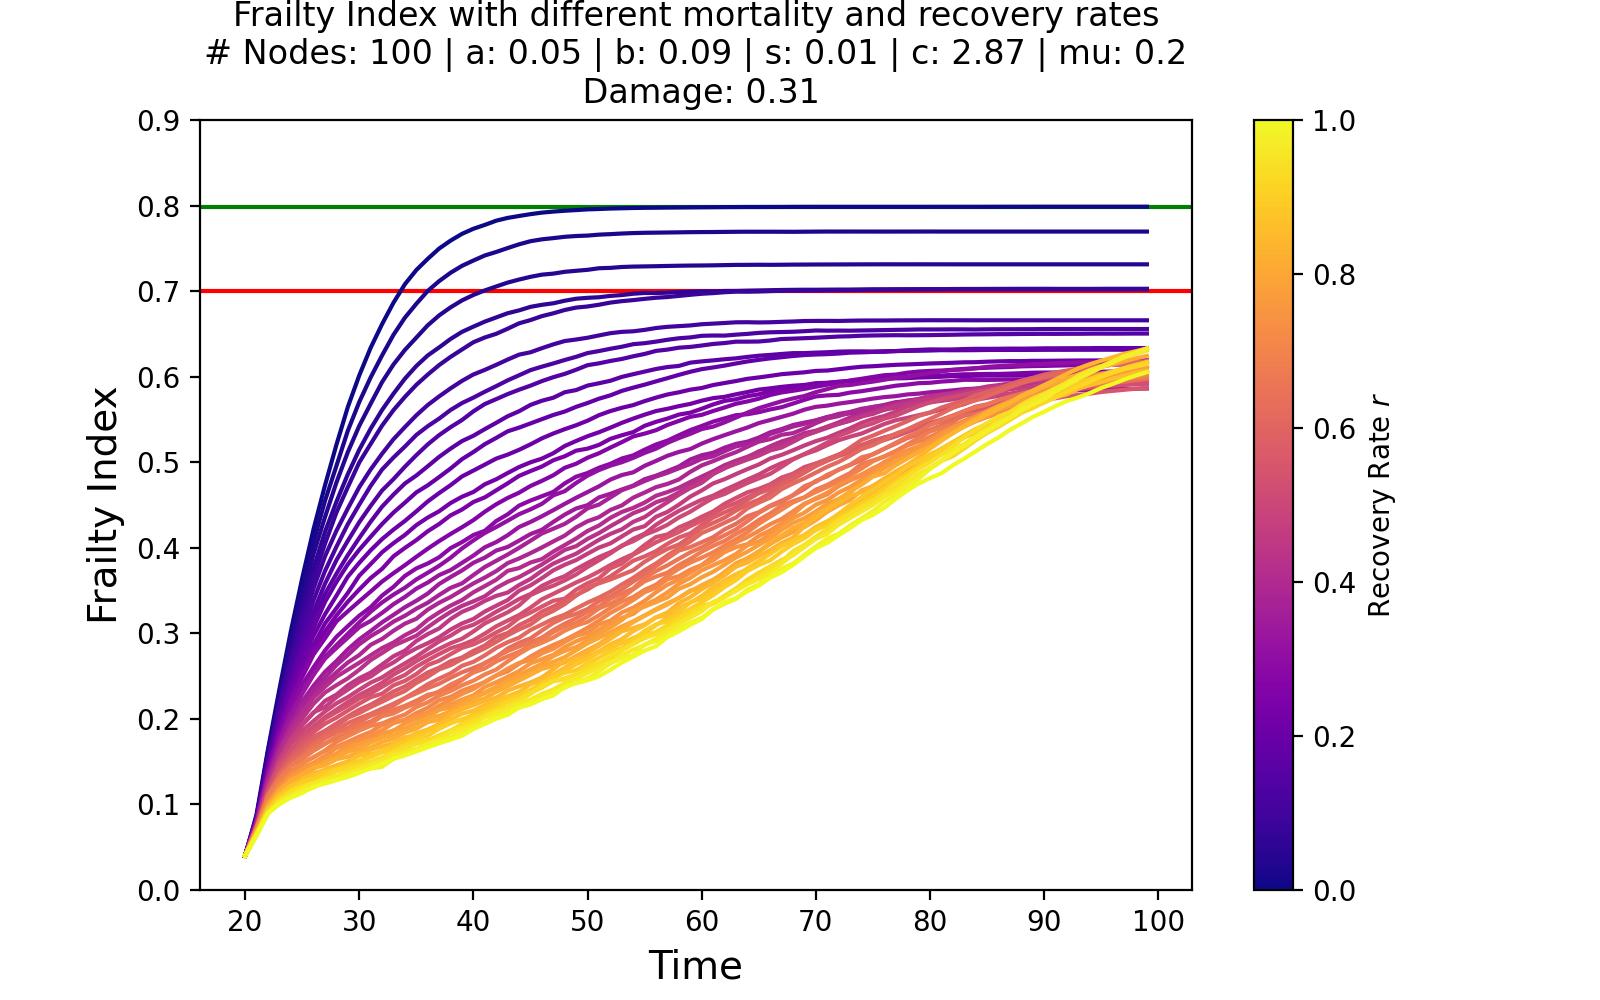 Frailty Index with different mortality and recovery rates
# Nodes: 100 | a: 0.05 | b: 0.09 | s: 0.01 | c: 2.87 | mu: 0.2
Damage: 0.31
Frailty Index
0.9
0.8
0.7
0.6
0.5
0.4
0.3
0.2
0.1
0.0
20 30 40 50 60 70 80 90 100
Time
1.0
0.8
0.6
0.4
0.2
0.0
Recovery Rate r